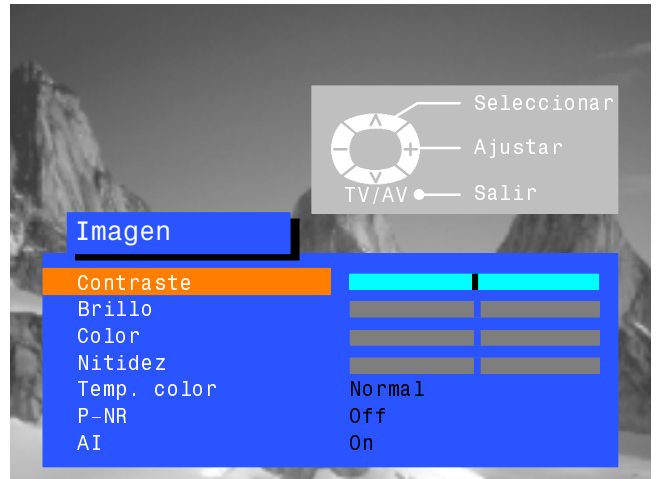 Seleccionar
Ajustar
TV/AV Salir
Imagen
Contraste
Brillo
Color
Nitidez
Temp. color Normal
P-NR Off
AI On